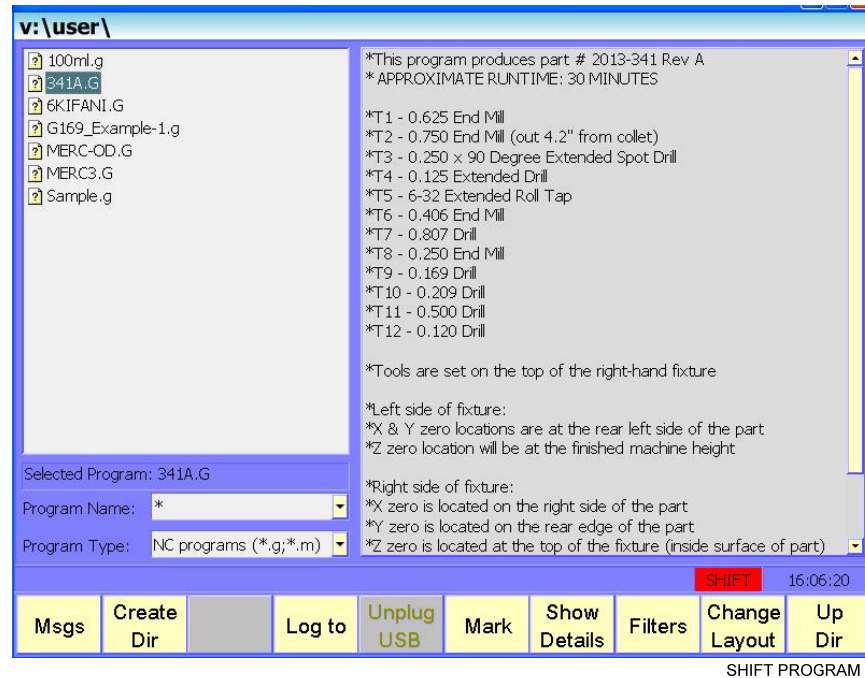 v:\user\
100ml.g
341A.G
6KIFANI.G
G169_Example-1.g
MERC-OD.G
MERC3.G
Sample.g
Selected Program: 341A.G
Program Name: *
Program Type: NC programs (*.g;*.m)
*This program produces part # 2013-341 Rev A
* APPROXIMATE RUNTIME: 30 MINUTES
*T1 - 0.625 End Mill
*T2 - 0.750 End Mill (out 4.2" from collet)
*T3 - 0.250 x 90 Degree Extended Spot Drill
*T4 - 0.125 Extended Drill
*T5 - 6-32 Extended Roll Tap
*T6 - 0.406 End Mill
*T7 - 0.807 Drill
*T8 - 0.250 End Mill
*T9 - 0.169 Drill
*T10 - 0.209 Drill
*T11 - 0.500 Drill
*T12 - 0.120 Drill
*Tools are set on the top of the right-hand fixture
*Left side of fixture:
*X & Y zero locations are at the rear left side of the part
*Z zero location will be at the finished machine height
*Right side of fixture:
*X zero is located on the right side of the part
*Y zero is located on the rear edge of the part
*Z zero is located at the top of the fixture (inside surface of part)
SHIFT 16:06:20
Msgs
Create
Dir
Log to
Unplug
USB
Mark
Show
Details
Filters
Change
Layout
Up
Dir
SHIFT PROGRAM